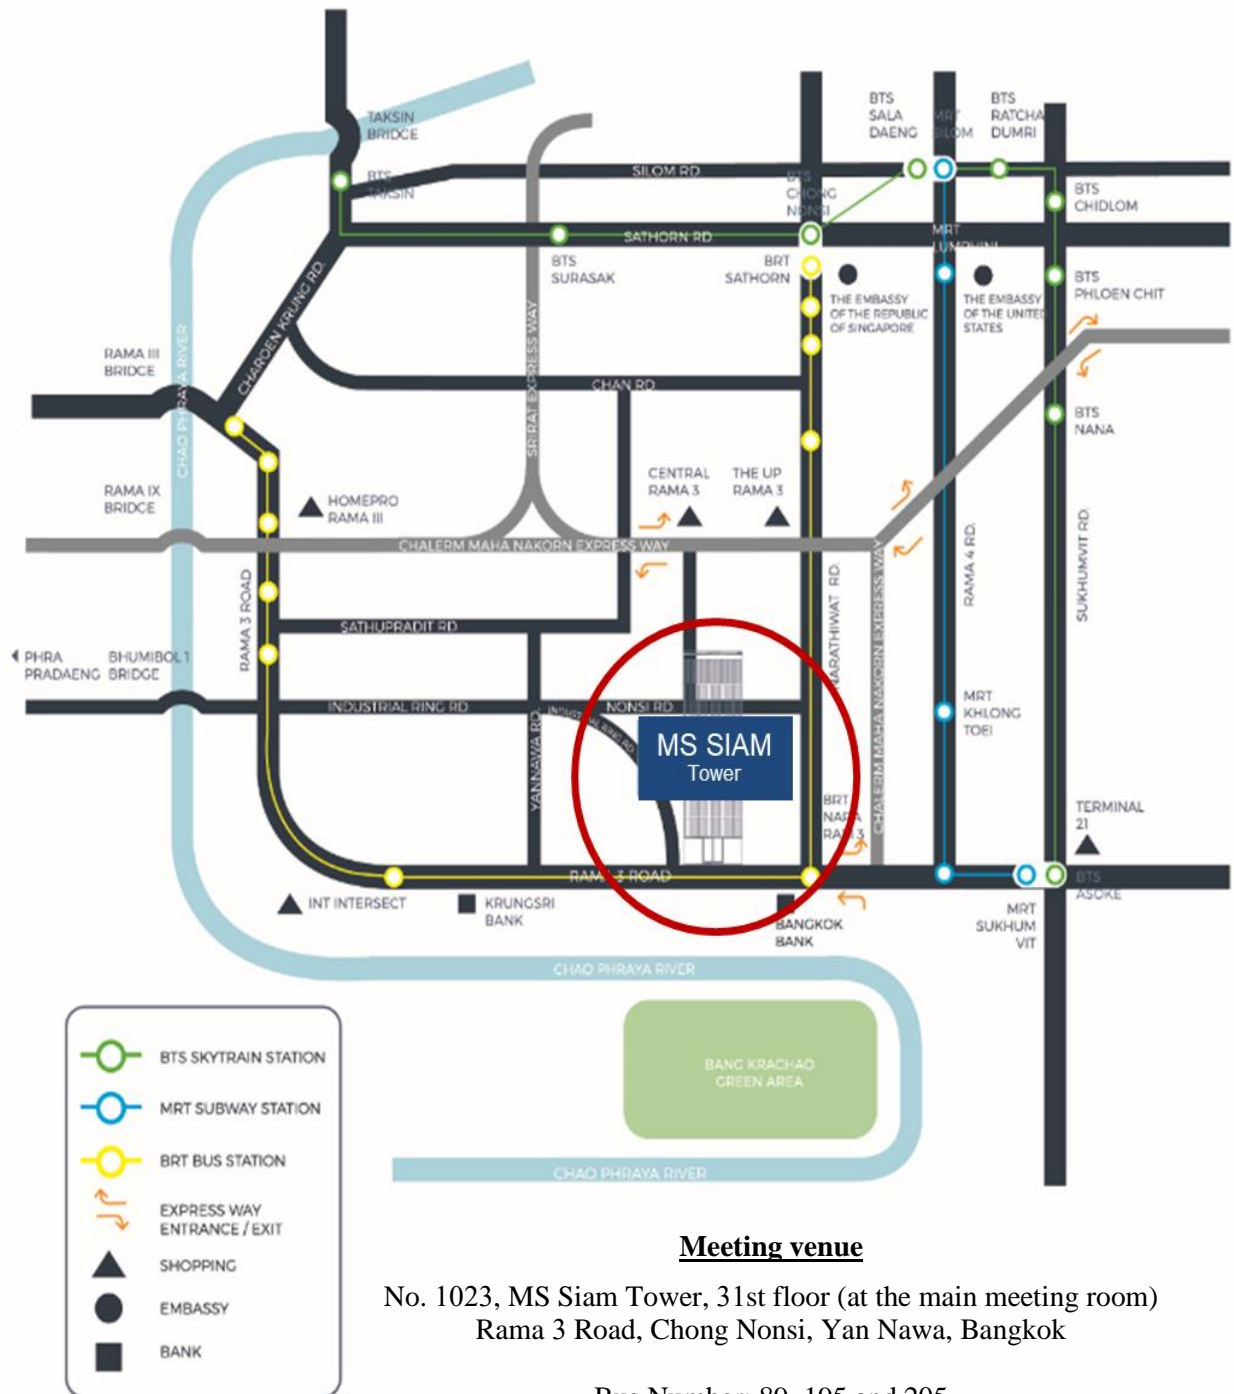 TAKSIN
BRIDGE
BTS
TAKSIN
BTS
SALA
DAENG
MRT
SILOM
BTS
RATCHA
DUMRI
SILOM RD.
BTS
CHONG
NONSI
BTS
CHIDLOM
SATHORN RD
MRT
LUMPHINI
BTS
SURASAK
BRT
SATHORN
THE EMBASSY
OF THE REPUBLIC
OF SINGAPORE
THE EMBASSY
OF THE UNITED
STATES
BTS
PHLOEN CHIT
CHAROEN KRUNG RD.
CHAO PHRAYA RIVER
SRIRAT EXPRESS WAY
RAMA III
BRIDGE
CHAN RD.
BTS
NANA
RAMA IX
BRIDGE
HOMEPRO
RAMA III
CENTRAL
RAMA 3
THE UP
RAMA 3
CHALERM MAHA NAKORN EXPRESS WAY
RAMA 3 ROAD
NARATHIWAT RD.
CHALERM MAHA NAKORN EXPRESS WAY
RAMA 4 RD.
SUKHUMVIT RD.
SATHUPRADIT RD
PHRA
PRADAENG
BHUMIBOL 1
BRIDGE
INDUSTRIAL RING RD
YANNAWA RD.
INDUSTRIAL RING RD.
NONSI RD.
MS SIAM
Tower
MRT
KHLONG
TOEI
BRT
NARA
RAM 3
TERMINAL
21
RAMA 3 ROAD
BTS
ASOKE
INT INTERSECT
KRUNGSRI
BANK
BANGKOK
BANK
MRT
SUKHUM
VIT
CHAO PHRAYA RIVER
BANG KRACHAO
GREEN AREA
CHAO PHRAYA RIVER
BTS SKYTRAIN STATION
MRT SUBWAY STATION
BRT BUS STATION
EXPRESS WAY
ENTRANCE / EXIT
SHOPPING
EMBASSY
BANK
Meeting venue
No. 1023, MS Siam Tower, 31st floor (at the main meeting room)
Rama 3 Road, Chong Nonsi, Yan Nawa, Bangkok